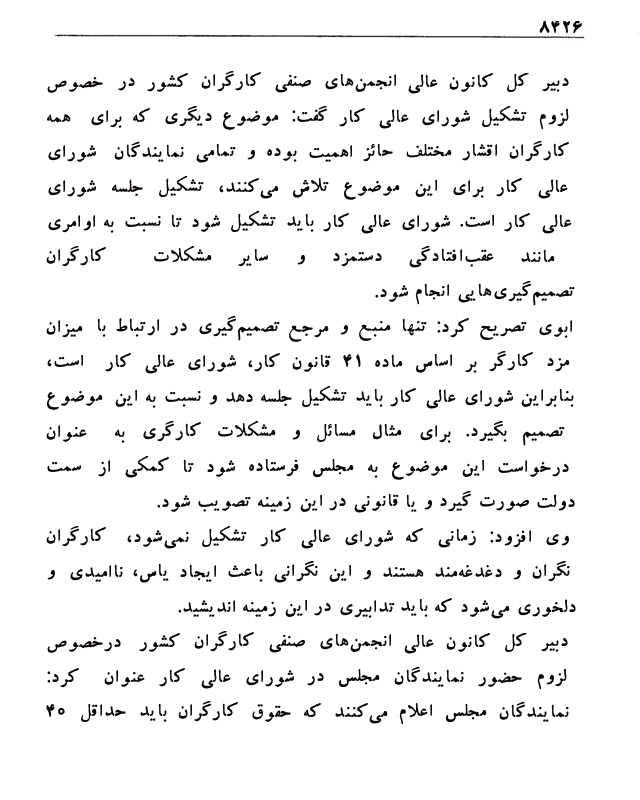 ۸۴۲۶
دبیر کل کانون عالی انجمن‌های صنفی کارگران کشور در خصوص
لزوم تشکیل شورای عالی کار گفت: موضوع دیگری که برای همه
کارگران اقشار مختلف حائز اهمیت بوده و تمامی نمایندگان شورای
عالی کار برای این موضوع تلاش می‌کنند، تشکیل جلسه شورای
عالی کار است. شورای عالی کار باید تشکیل شود تا نسبت به اوامری
مانند عقب‌افتادگی دستمزد و سایر مشکلات کارگران
تصمیم‌گیری‌هایی انجام شود.
ابوی تصریح کرد: تنها منبع و مرجع تصمیم‌گیری در ارتباط با میزان
مزد کارگر بر اساس ماده ۴۱ قانون کار، شورای عالی کار است،
بنابراین شورای عالی کار باید تشکیل جلسه دهد و نسبت به این موضوع
تصمیم بگیرد. برای مثال مسائل و مشکلات کارگری به عنوان
درخواست این موضوع به مجلس فرستاده شود تا کمکی از سمت
دولت صورت گیرد و یا قانونی در این زمینه تصویب شود.
وی افزود: زمانی که شورای عالی کار تشکیل نمی‌شود، کارگران
نگران و دغدغه‌مند هستند و این نگرانی باعث ایجاد یاس، ناامیدی و
دلخوری می‌شود که باید تدابیری در این زمینه اندیشید.
دبیر کل کانون عالی انجمن‌های صنفی کارگران کشور درخصوص
لزوم حضور نمایندگان مجلس در شورای عالی کار عنوان کرد:
نمایندگان مجلس اعلام می‌کنند که حقوق کارگران باید حداقل ۴۰